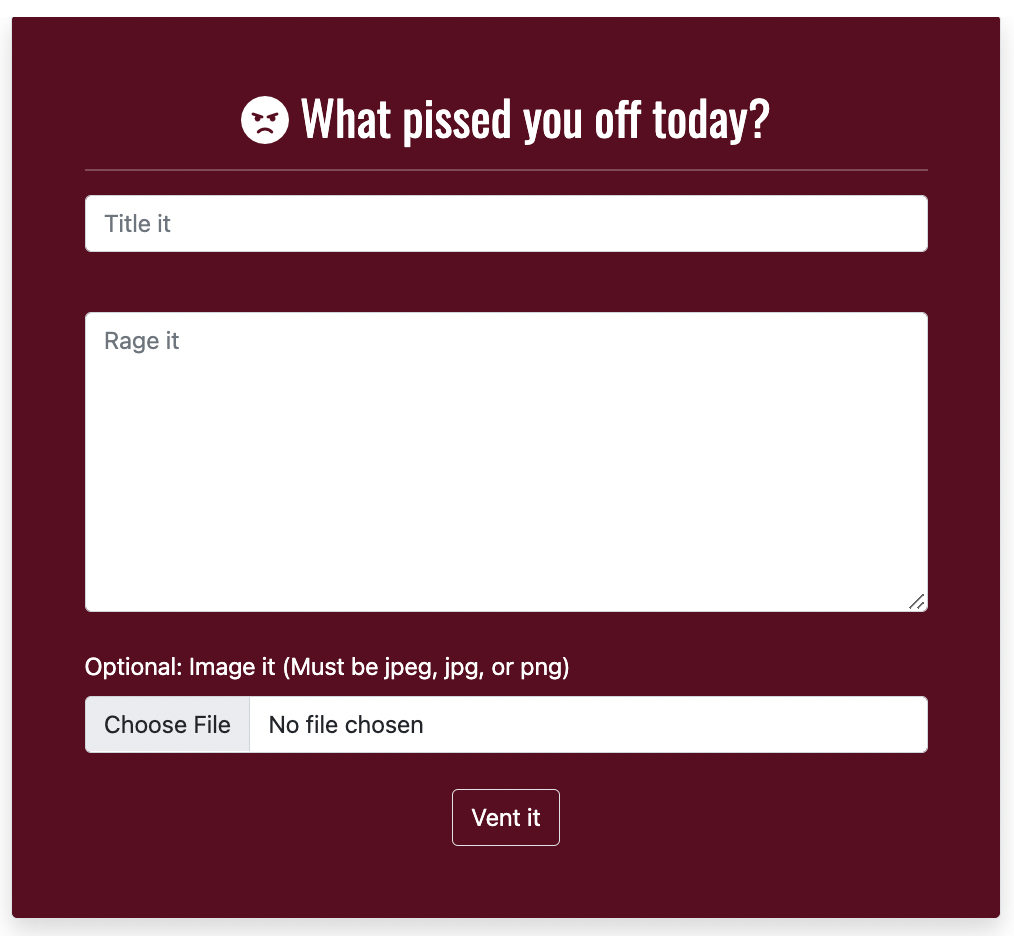 What pissed you off today?
Title it
Rage it
Optional: Image it (Must be jpeg, jpg, or png)
Choose File No file chosen
Vent it